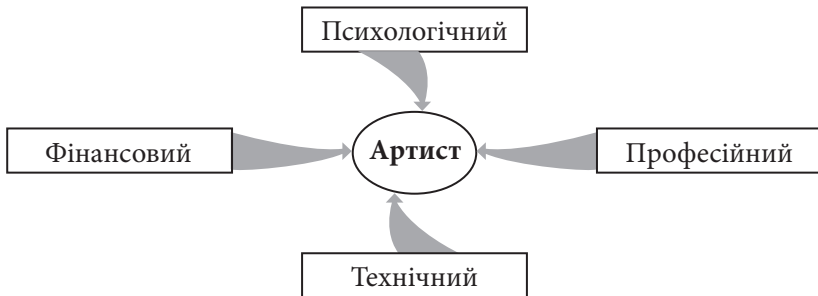 Психологічний
Фінансовий
Артист
Професійний
Технічний